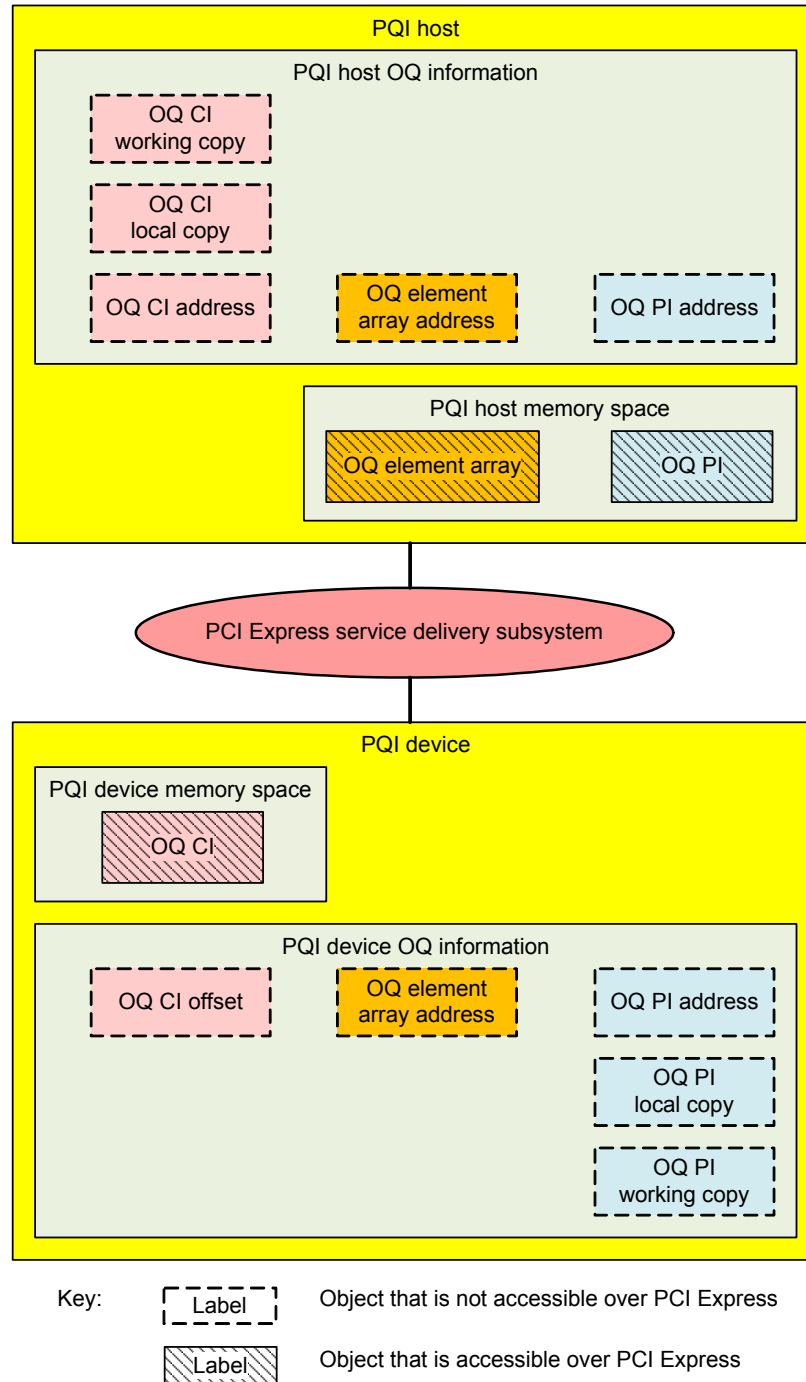 PQI host
PQI host OQ information
OQ CI
working copy
OQ CI
local copy
OQ CI address
OQ element
array address
OQ PI address
PQI host memory space
OQ element array
OQ PI
PCI Express service delivery subsystem
PQI device
PQI device memory space
OQ CI
PQI device OQ information
OQ CI offset
OQ element
array address
OQ PI address
OQ PI
local copy
OQ PI
working copy
Key:
Label
Object that is not accessible over PCI Express
Label
Object that is accessible over PCI Express